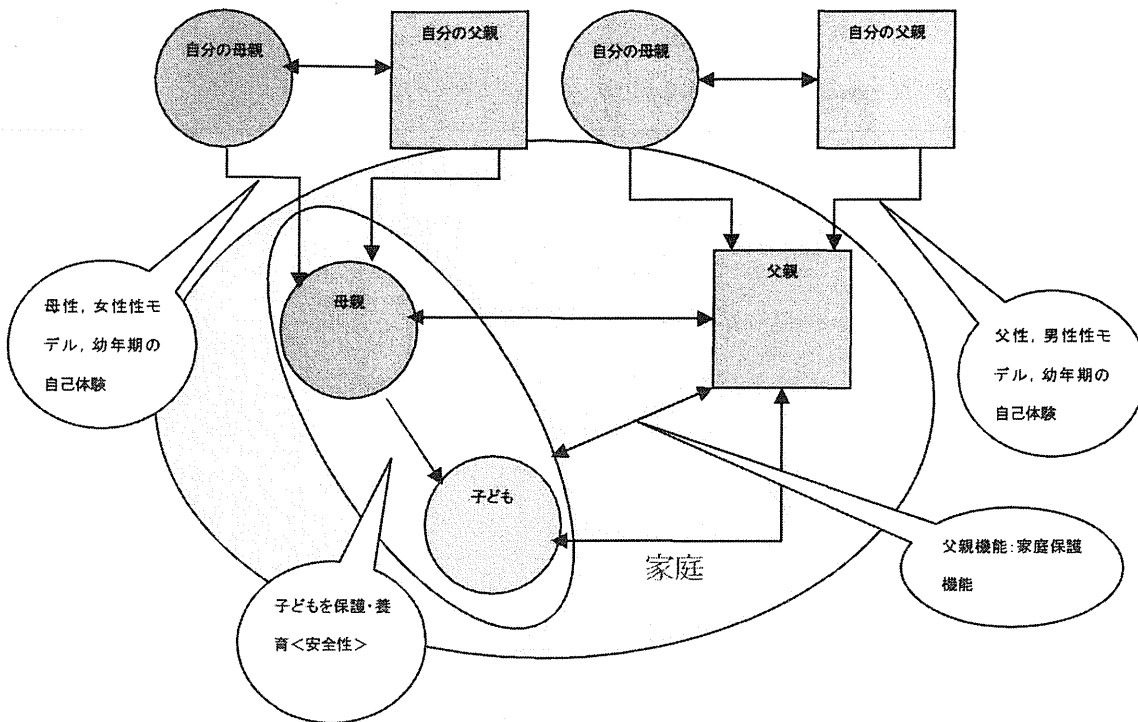 自分の母親
自分の父親
自分の母親
自分の父親
母親
父親
母性, 女性性モ
デル, 幼年期の
自己体験
父性, 男性性モ
デル, 幼年期の
自己体験
子ども
家庭
父親機能:家庭保護
機能
子どもを保護・養
育<安全性>